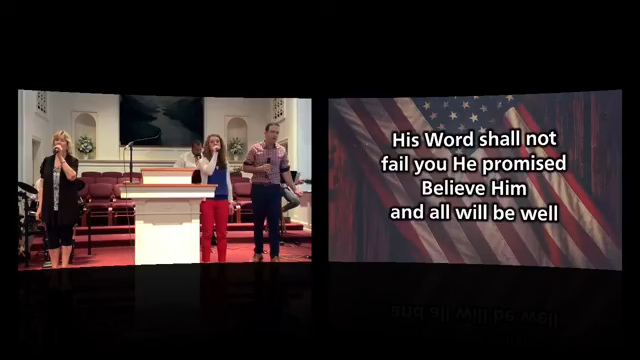 His Word shall not
fail you He promised
Believe Him
and all will be well